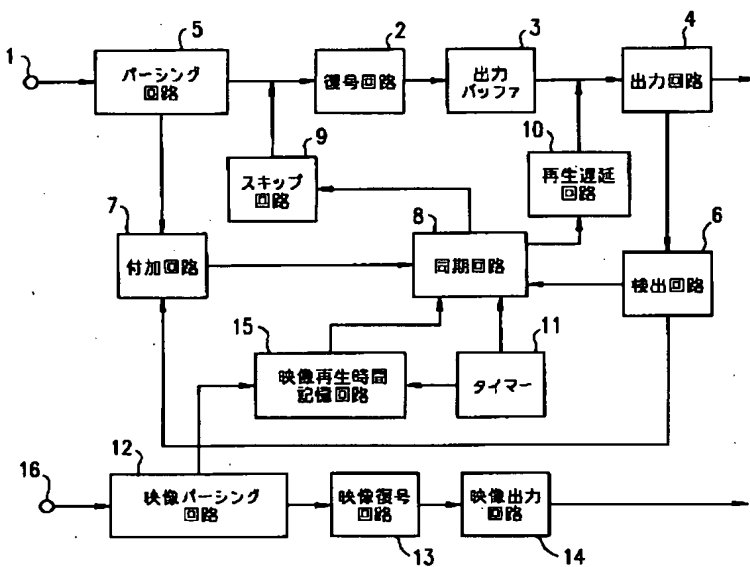 1
5
パーシング
回路
2
復号回路
3
出力
バッファ
4
出力回路
9
スキップ
回路
10
再生遅延
回路
7
付加回路
8
同期回路
6
検出回路
15
映像再生時間
記憶回路
11
タイマー
16
12
映像パーシング
回路
映像復号
回路
13
映像出力
回路
14